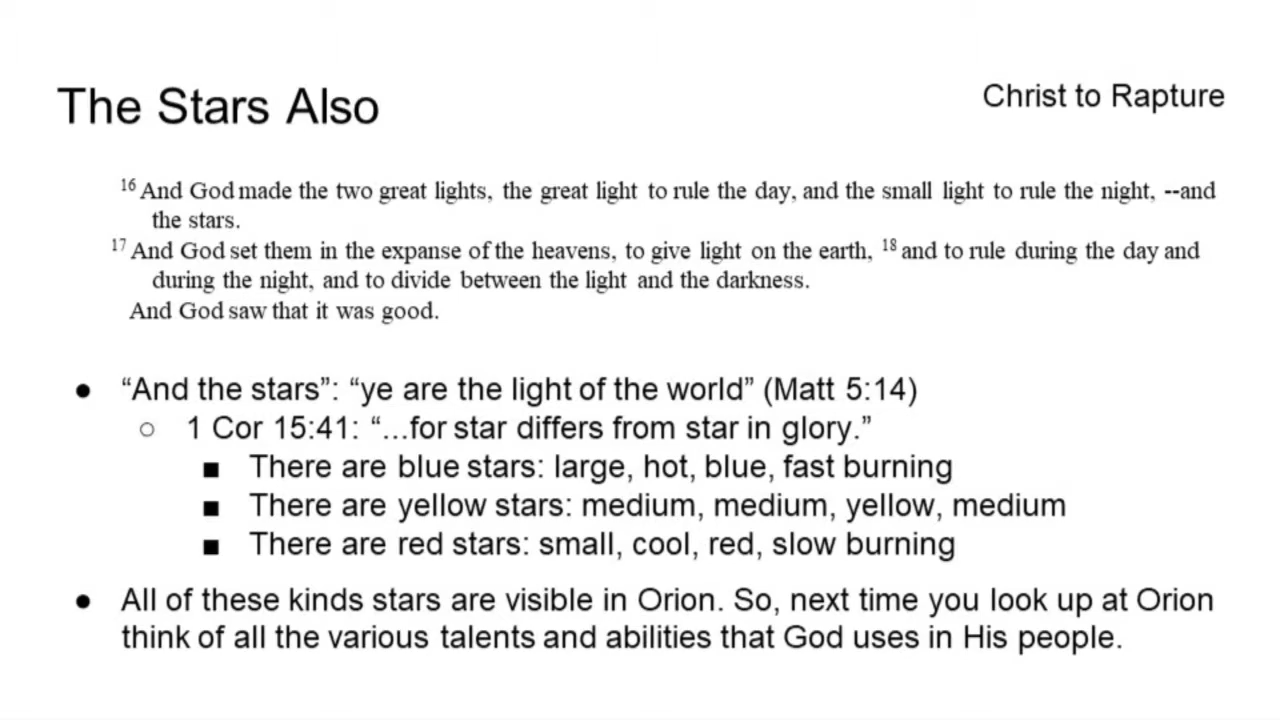 The Stars Also
Christ to Rapture
16 And God made the two great lights, the great light to rule the day, and the small light to rule the night, --and
the stars.
17 And God set them in the expanse of the heavens, to give light on the earth, 18 and to rule during the day and
during the night, and to divide between the light and the darkness.
And God saw that it was good.
● “And the stars”: “ye are the light of the world” (Matt 5:14)
○ 1 Cor 15:41: “...for star differs from star in glory.”
■ There are blue stars: large, hot, blue, fast burning
■ There are yellow stars: medium, medium, yellow, medium
■ There are red stars: small, cool, red, slow burning
● All of these kinds stars are visible in Orion. So, next time you look up at Orion
think of all the various talents and abilities that God uses in His people.